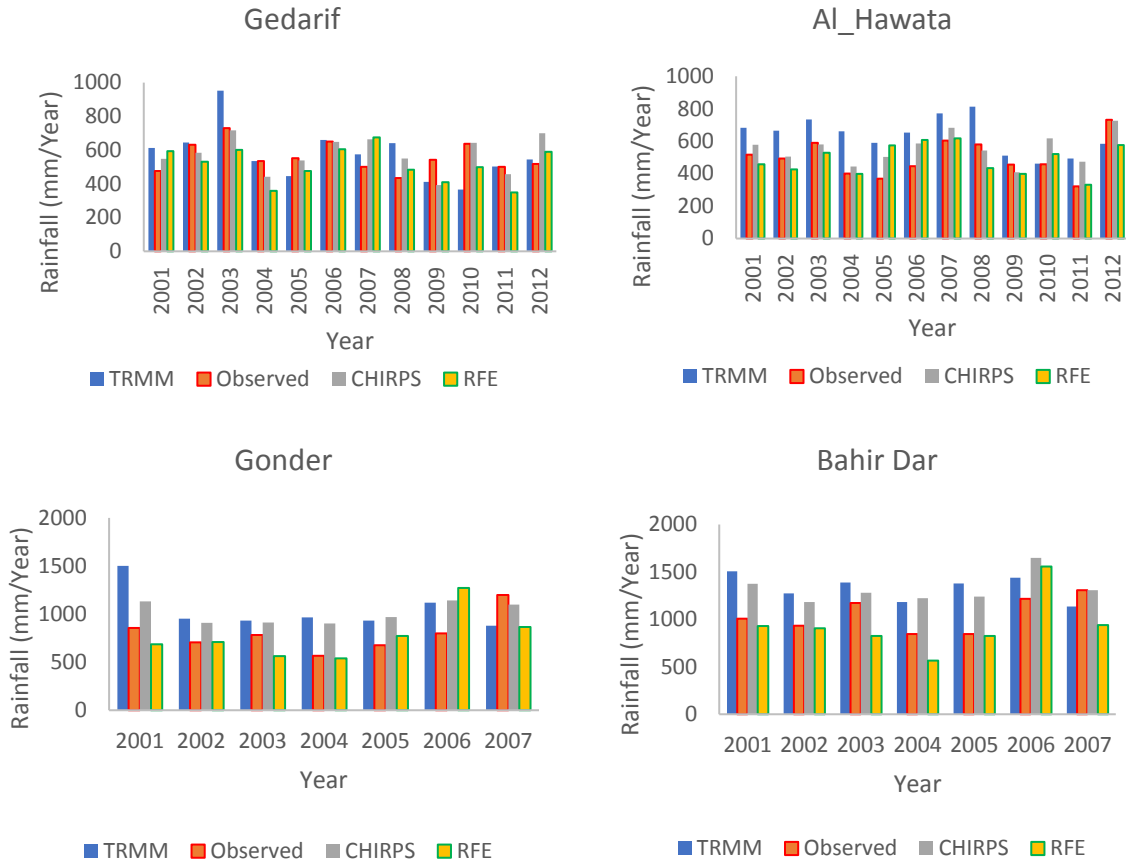 Gedarif
Rainfall (mm/Year)
1000
800
600
400
200
0
2001 2002 2003 2004 2005 2006 2007 2008 2009 2010 2011 2012
Year
TRMM Observed CHIRPS RFE
Al_Hawata
Rainfall (mm/Year)
1000
800
600
400
200
0
2001 2002 2003 2004 2005 2006 2007 2008 2009 2010 2011 2012
Year
TRMM Observed CHIRPS RFE
Gonder
Rainfall (mm/Year)
2000
1500
1000
500
0
2001 2002 2003 2004 2005 2006 2007
Year
TRMM Observed CHIRPS RFE
Bahir Dar
Rainfall (mm/Year)
2000
1500
1000
500
0
2001 2002 2003 2004 2005 2006 2007
Year
TRMM Observed CHIRPS RFE